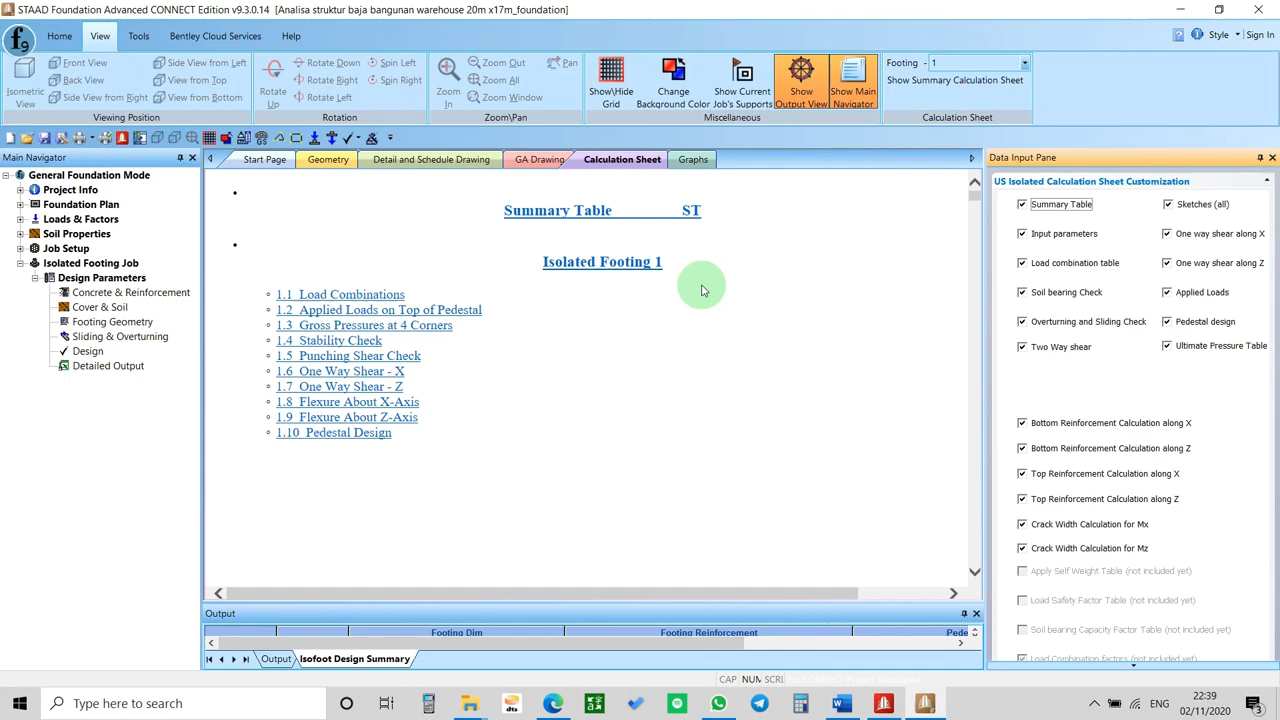 STAAD Foundation Advanced CONNECT Edition v9.3.0.14     [Analisa struktur baja bangunan warehouse 20m x17m_foundation]
Home View Tools Bentley Cloud Services Help Style Sign In
Isometric View
Front View
Back View
Side View from Right
Side View from Left
View from Top
View from Bottom
Viewing Position
Rotate Up
Rotate Down
Rotate Right
Rotate Left
Spin Left
Spin Right
Rotation
Zoom In
Zoom Out
Zoom All
Zoom Window
Pan
Zoom\Pan
Show\Hide Grid
Change Background Color
Show Current Job's Supports
Show Output View
Show Main Navigator
Miscellaneous
Footing - 1
Show Summary Calculation Sheet
Calculation Sheet
Main Navigator
General Foundation Mode
Project Info
Foundation Plan
Loads & Factors
Soil Properties
Job Setup
Isolated Footing Job
Design Parameters
Concrete & Reinforcement
Cover & Soil
Footing Geometry
Sliding & Overturning
Design
Detailed Output
Start Page Geometry Detail and Schedule Drawing GA Drawing Calculation Sheet Graphs
Summary Table ST
Isolated Footing 1
1.1 Load Combinations
1.2 Applied Loads on Top of Pedestal
1.3 Gross Pressures at 4 Corners
1.4 Stability Check
1.5 Punching Shear Check
1.6 One Way Shear - X
1.7 One Way Shear - Z
1.8 Flexure About X-Axis
1.9 Flexure About Z-Axis
1.10 Pedestal Design
Output
Footing Dim Footing Reinforcement Pede
Output Isofoot Design Summary
Data Input Pane
US Isolated Calculation Sheet Customization
Summary Table Sketches (all)
Input parameters One way shear along X
Load combination table One way shear along Z
Soil bearing Check Applied Loads
Overturning and Sliding Check Pedestal design
Two Way shear Ultimate Pressure Table
Bottom Reinforcement Calculation along X
Bottom Reinforcement Calculation along Z
Top Reinforcement Calculation along X
Top Reinforcement Calculation along Z
Crack Width Calculation for Mx
Crack Width Calculation for Mz
Apply Self Weight Table (not included yet)
Load Safety Factor Table (not included yet)
Soil bearing Capacity Factor Table (not included yet)
Load Combination factors (not included yet)
CAP NUM SCRL No CONNECT Project Associated
Type here to search
ENG
22:39
02/11/2020
3